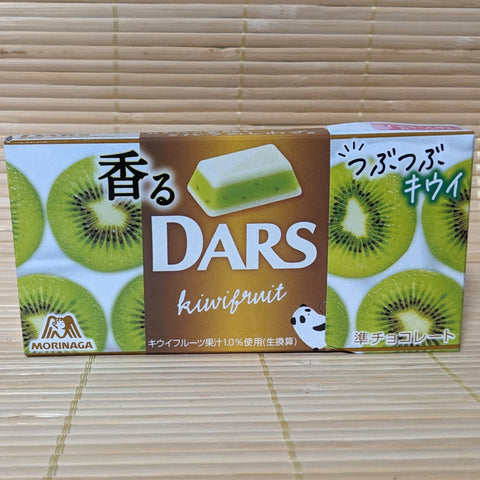 香る
DARS
kiwifruit
つぶつぶ
キウイ
MORINAGA
キウイフルーツ果汁1.0%使用(生換算)
準チョコレート